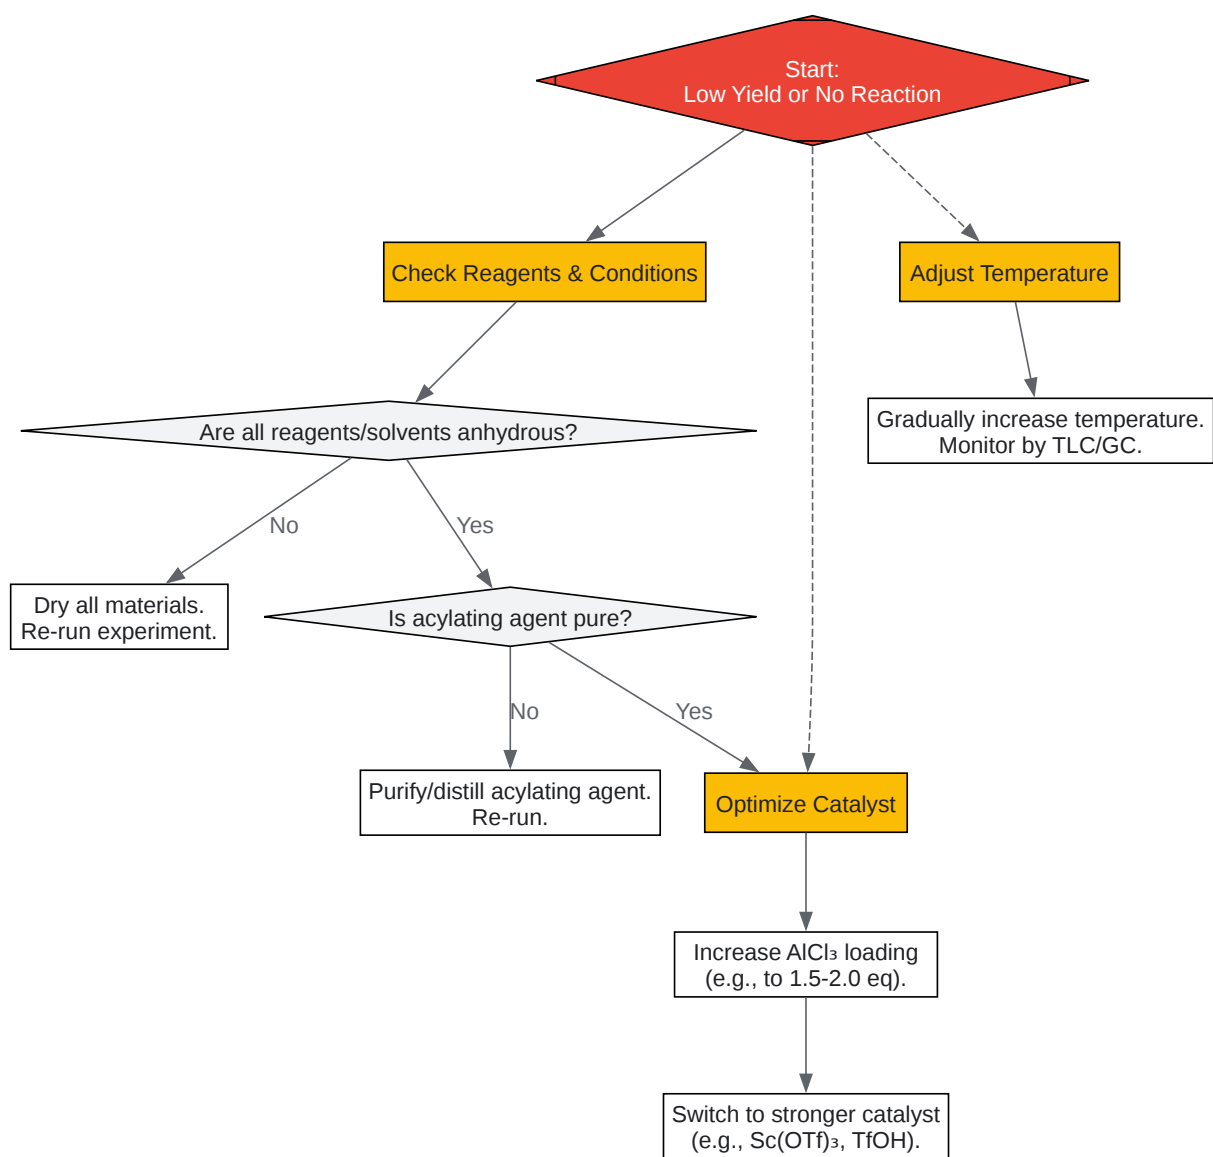 Start:
Low Yield or No Reaction
Check Reagents & Conditions
Adjust Temperature
Are all reagents/solvents anhydrous?
Gradually increase temperature.
Monitor by TLC/GC.
No
Yes
Dry all materials.
Re-run experiment.
Is acylating agent pure?
No
Yes
Purify/distill acylating agent.
Re-run.
Optimize Catalyst
Increase AlCl₃ loading
(e.g., to 1.5-2.0 eq).
Switch to stronger catalyst
(e.g., Sc(OTf)₃, TfOH).